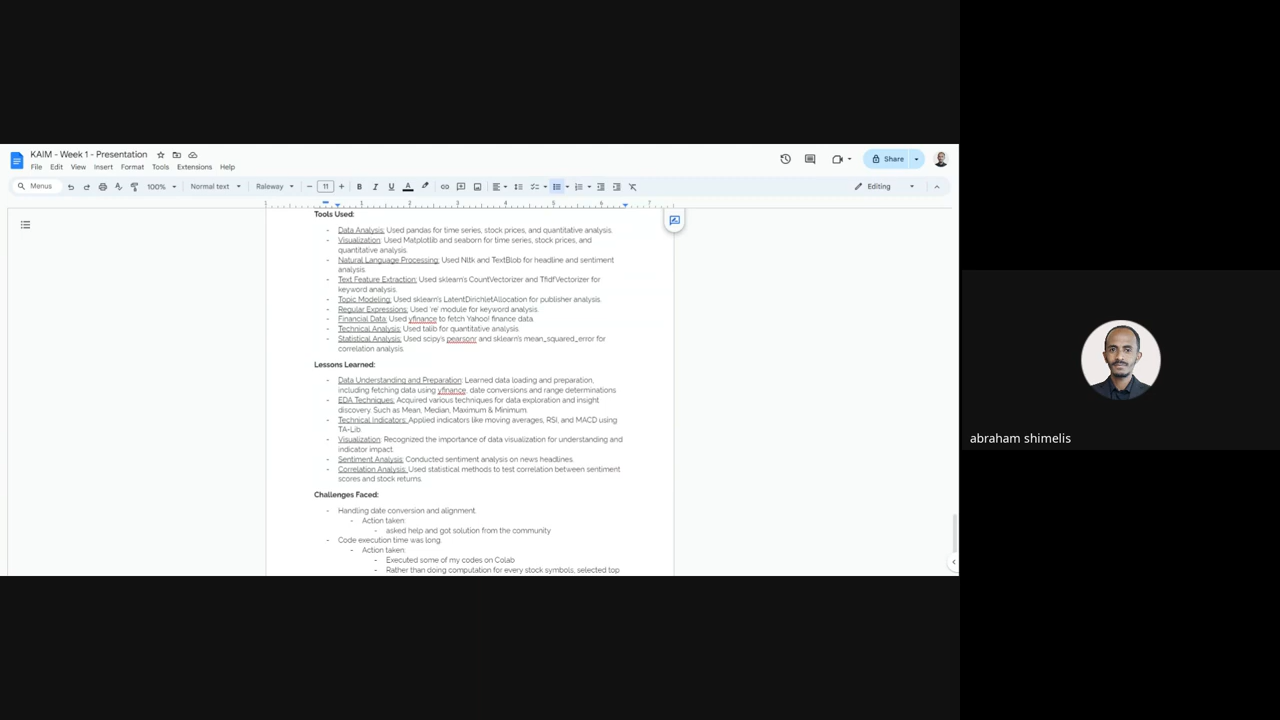 KAIM - Week 1 - Presentation
File Edit View Insert Format Tools Extensions Help
Share
Menus 100% Normal text Raleway 11 Editing
1 1 2 3 4 5 6 7
Tools Used:
- Data Analysis: Used pandas for time series, stock prices, and quantitative analysis.
- Visualization: Used Matplotlib and seaborn for time series, stock prices, and
quantitative analysis.
- Natural Language Processing: Used Nltk and TextBlob for headline and sentiment
analysis.
- Text Feature Extraction: Used sklearn's CountVectorizer and TfidfVectorizer for
keyword analysis.
- Topic Modeling: Used sklearn's LatentDirichletAllocation for publisher analysis.
- Regular Expressions: Used 're' module for keyword analysis.
- Financial Data: Used yfinance to fetch Yahoo! finance data.
- Technical Analysis: Used talib for quantitative analysis.
- Statistical Analysis: Used scipy's pearsonr and sklearn's mean_squared_error for
correlation analysis.
Lessons Learned:
- Data Understanding and Preparation: Learned data loading and preparation,
including fetching data using yfinance, date conversions and range determinations
- EDA Techniques: Acquired various techniques for data exploration and insight
discovery. Such as Mean, Median, Maximum & Minimum.
- Technical Indicators: Applied indicators like moving averages, RSI, and MACD using
TA-Lib.
- Visualization: Recognized the importance of data visualization for understanding and
indicator impact.
- Sentiment Analysis: Conducted sentiment analysis on news headlines.
- Correlation Analysis: Used statistical methods to test correlation between sentiment
scores and stock returns.
Challenges Faced:
- Handling date conversion and alignment.
- Action taken:
- asked help and got solution from the community
- Code execution time was long.
- Action taken:
- Executed some of my codes on Colab
- Rather than doing computation for every stock symbols, selected top
abraham shimelis